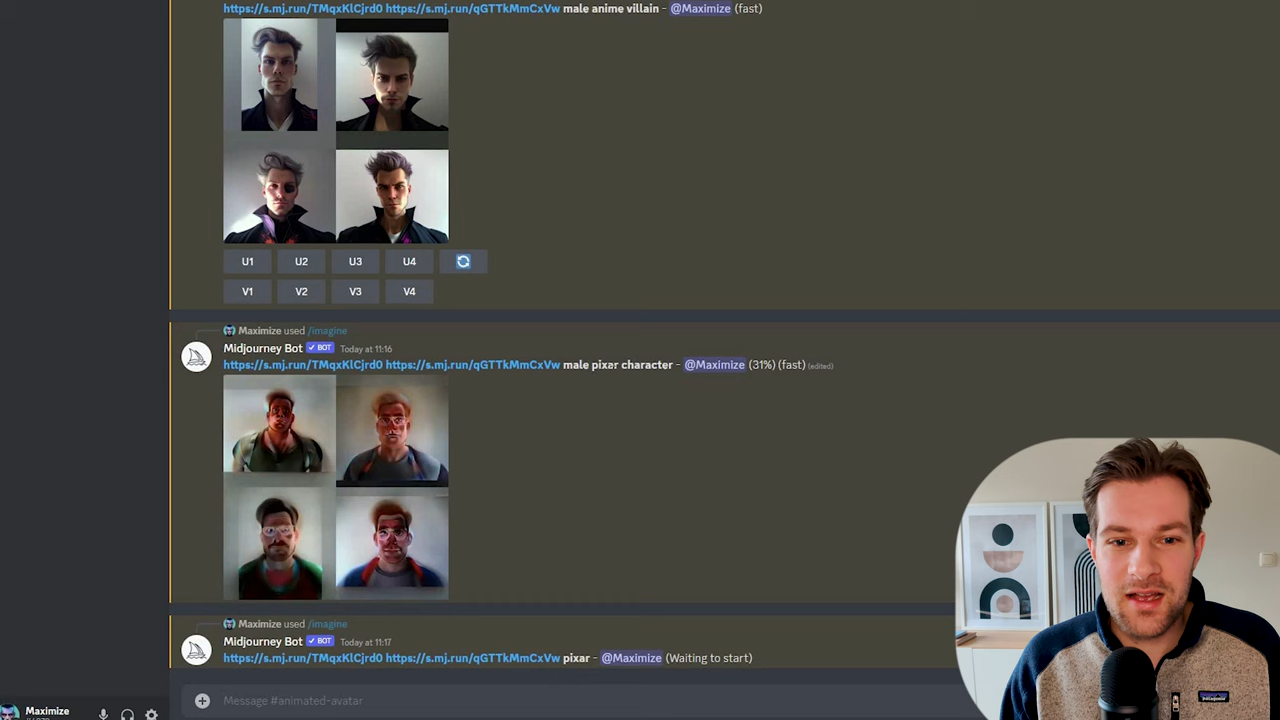 https://s.mj.run/TMqxKlCjrd0 https://s.mj.run/qGTTkMmCxVw male anime villain - @Maximize (fast)
U1 U2 U3 U4
V1 V2 V3 V4
Maximize used /imagine
Midjourney Bot ✓ BOT Today at 11:16
https://s.mj.run/TMqxKlCjrd0 https://s.mj.run/qGTTkMmCxVw male pixar character - @Maximize (31%) (fast) (edited)
Maximize used /imagine
Midjourney Bot ✓ BOT Today at 11:17
https://s.mj.run/TMqxKlCjrd0 https://s.mj.run/qGTTkMmCxVw pixar - @Maximize (Waiting to start)
Message #animated-avatar
Maximize